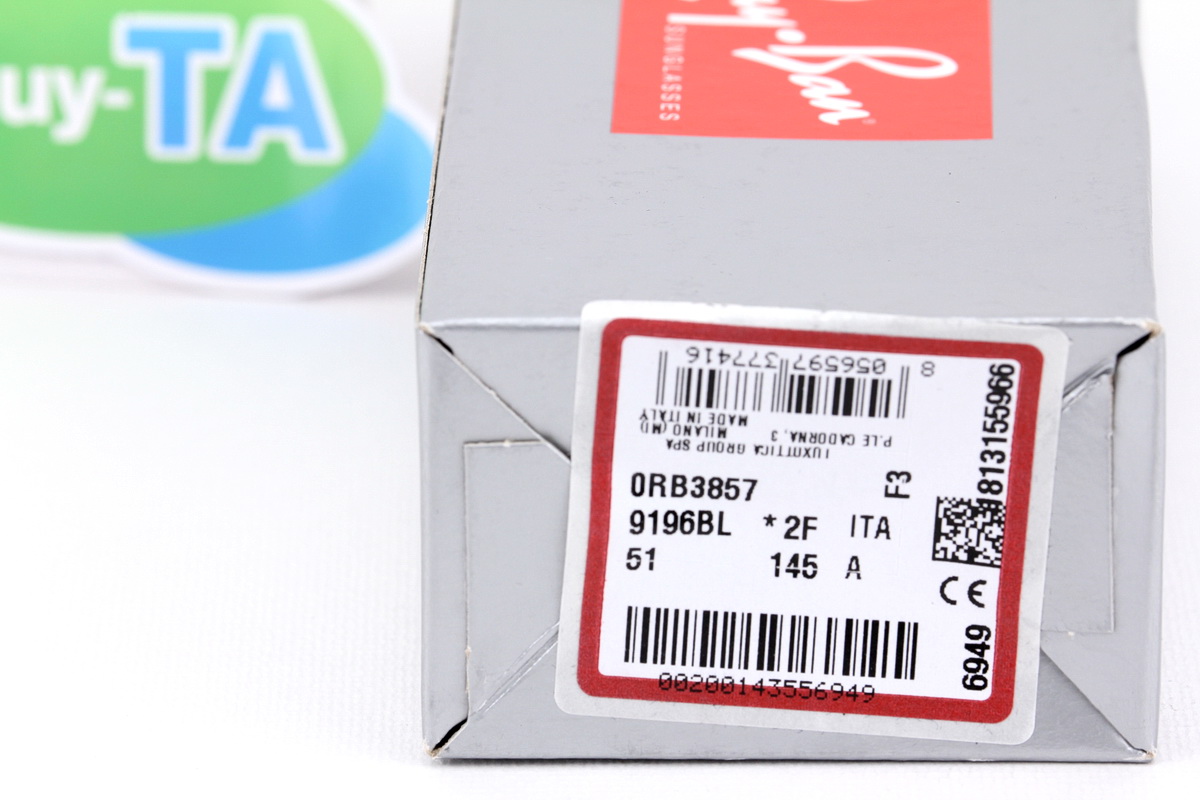 uy-TA
Ray-Ban
SUNGLASSES
8 056597 377416
MADE IN ITALY
MILANO (MI)
P.LE CADORNA, 3
LUXOTTICA GROUP SPA
0RB3857
F3
9196BL * 2F ITA
51 145 A
1813155966
CE
6949
00200143556949